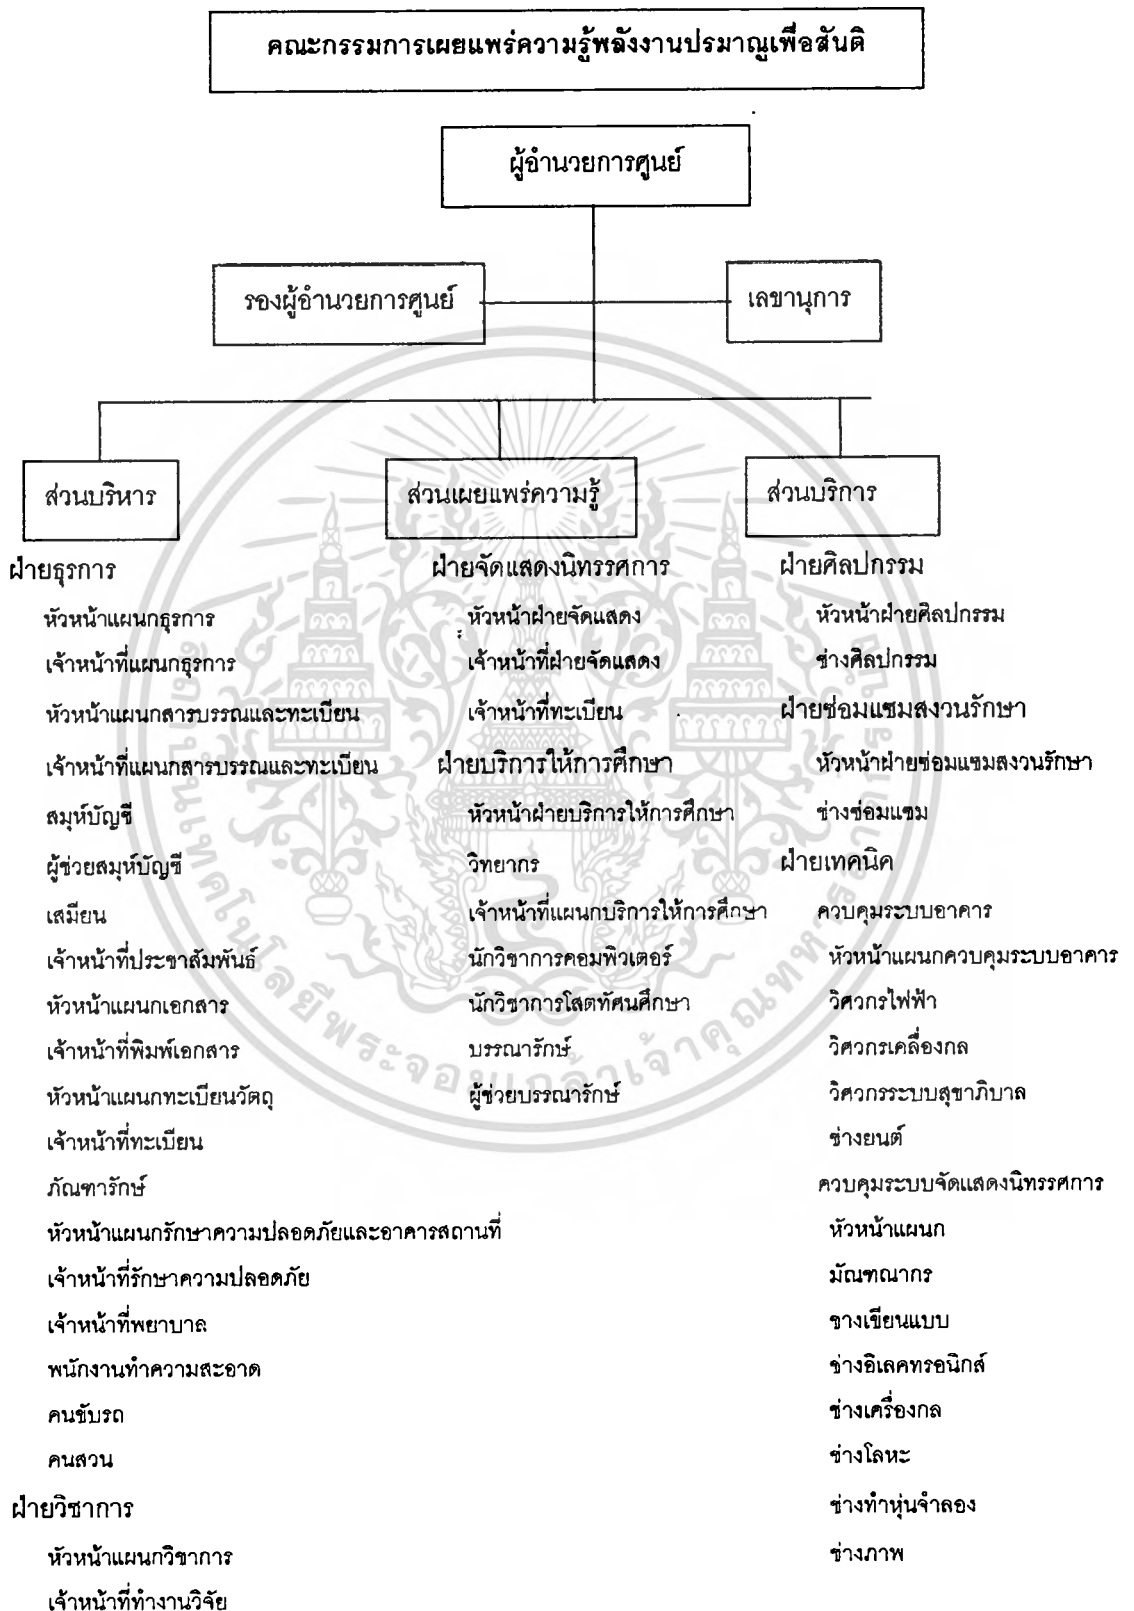 คณะกรรมการเผยแพร่ความรู้พลังงานปรมาณูเพื่อสันติ
ผู้อำนวยการศูนย์
รองผู้อำนวยการศูนย์
เลขานุการ
ส่วนบริหาร
ฝ่ายธุรการ
หัวหน้าแผนกธุรการ
เจ้าหน้าที่แผนกธุรการ
หัวหน้าแผนกสารบรรณและทะเบียน
เจ้าหน้าที่แผนกสารบรรณและทะเบียน
สมุห์บัญชี
ผู้ช่วยสมุห์บัญชี
เสมียน
เจ้าหน้าที่ประชาสัมพันธ์
หัวหน้าแผนกเอกสาร
เจ้าหน้าที่พิมพ์เอกสาร
หัวหน้าแผนกทะเบียนวัตถุ
เจ้าหน้าที่ทะเบียน
ภัณฑารักษ์
หัวหน้าแผนกรักษาความปลอดภัยและอาคารสถานที่
เจ้าหน้าที่รักษาความปลอดภัย
เจ้าหน้าที่พยาบาล
พนักงานทำความสะอาด
คนขับรถ
คนสวน
ฝ่ายวิชาการ
หัวหน้าแผนกวิชาการ
เจ้าหน้าที่ทำงานวิจัย
ส่วนเผยแพร่ความรู้
ฝ่ายจัดแสดงนิทรรศการ
หัวหน้าฝ่ายจัดแสดง
เจ้าหน้าที่ฝ่ายจัดแสดง
เจ้าหน้าที่ทะเบียน
ฝ่ายบริการให้การศึกษา
หัวหน้าฝ่ายบริการให้การศึกษา
วิทยากร
เจ้าหน้าที่แผนกบริการให้การศึกษา
นักวิชาการคอมพิวเตอร์
นักวิชาการโสตทัศนศึกษา
บรรณารักษ์
ผู้ช่วยบรรณารักษ์
ส่วนบริการ
ฝ่ายศิลปกรรม
หัวหน้าฝ่ายศิลปกรรม
ช่างศิลปกรรม
ฝ่ายซ่อมแซมสงวนรักษา
หัวหน้าฝ่ายซ่อมแซมสงวนรักษา
ช่างซ่อมแซม
ฝ่ายเทคนิค
ควบคุมระบบอาคาร
หัวหน้าแผนกควบคุมระบบอาคาร
วิศวกรไฟฟ้า
วิศวกรเคลื่องกล
วิศวกรระบบสุขาภิบาล
ช่างยนต์
ควบคุมระบบจัดแสดงนิทรรศการ
หัวหน้าแผนก
มัณฑณากร
ชางเขียนแบบ
ช่างอิเลคทรอนิกส์
ช่างเครื่องกล
ช่างโลหะ
ช่างทำหุ่นจำลอง
ช่างภาพ
สถาบันเทคโนโลยีพระจอมเกล้าเจ้าคุณทหารลาดกระบัง